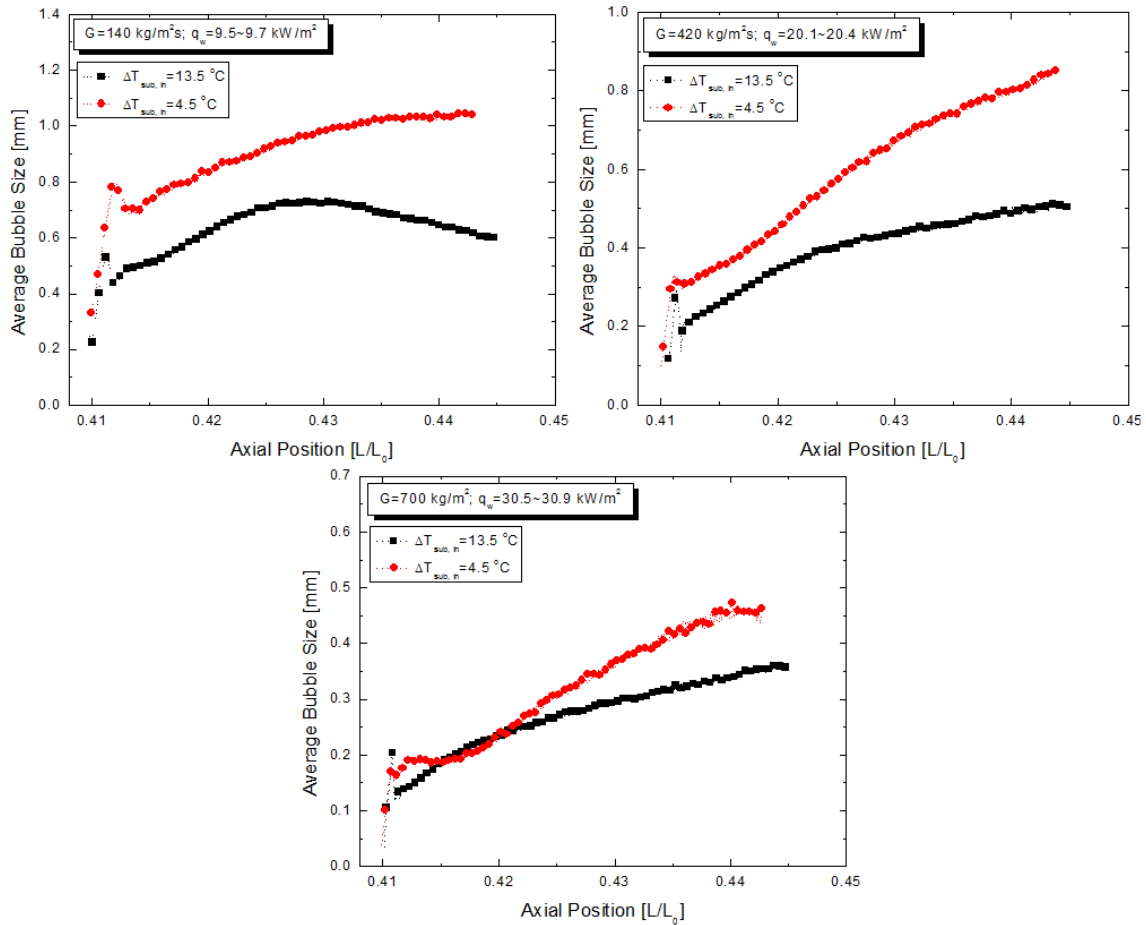 G=140 kg/m²s; q_w=9.5~9.7 kW/m²
ΔT_sub, in=13.5 °C
ΔT_sub, in=4.5 °C
Average Bubble Size [mm]
1.4
1.2
1.0
0.8
0.6
0.4
0.2
0.0
0.41
0.42
0.43
0.44
0.45
Axial Position [L/L₀]
G=420 kg/m²s; q_w=20.1~20.4 kW/m²
ΔT_sub, in=13.5 °C
ΔT_sub, in=4.5 °C
Average Bubble Size [mm]
1.0
0.8
0.6
0.4
0.2
0.0
0.41
0.42
0.43
0.44
0.45
Axial Position [L/L₀]
G=700 kg/m²s; q_w=30.5~30.9 kW/m²
ΔT_sub, in=13.5 °C
ΔT_sub, in=4.5 °C
Average Bubble Size [mm]
0.7
0.6
0.5
0.4
0.3
0.2
0.1
0.0
0.41
0.42
0.43
0.44
0.45
Axial Position [L/L₀]